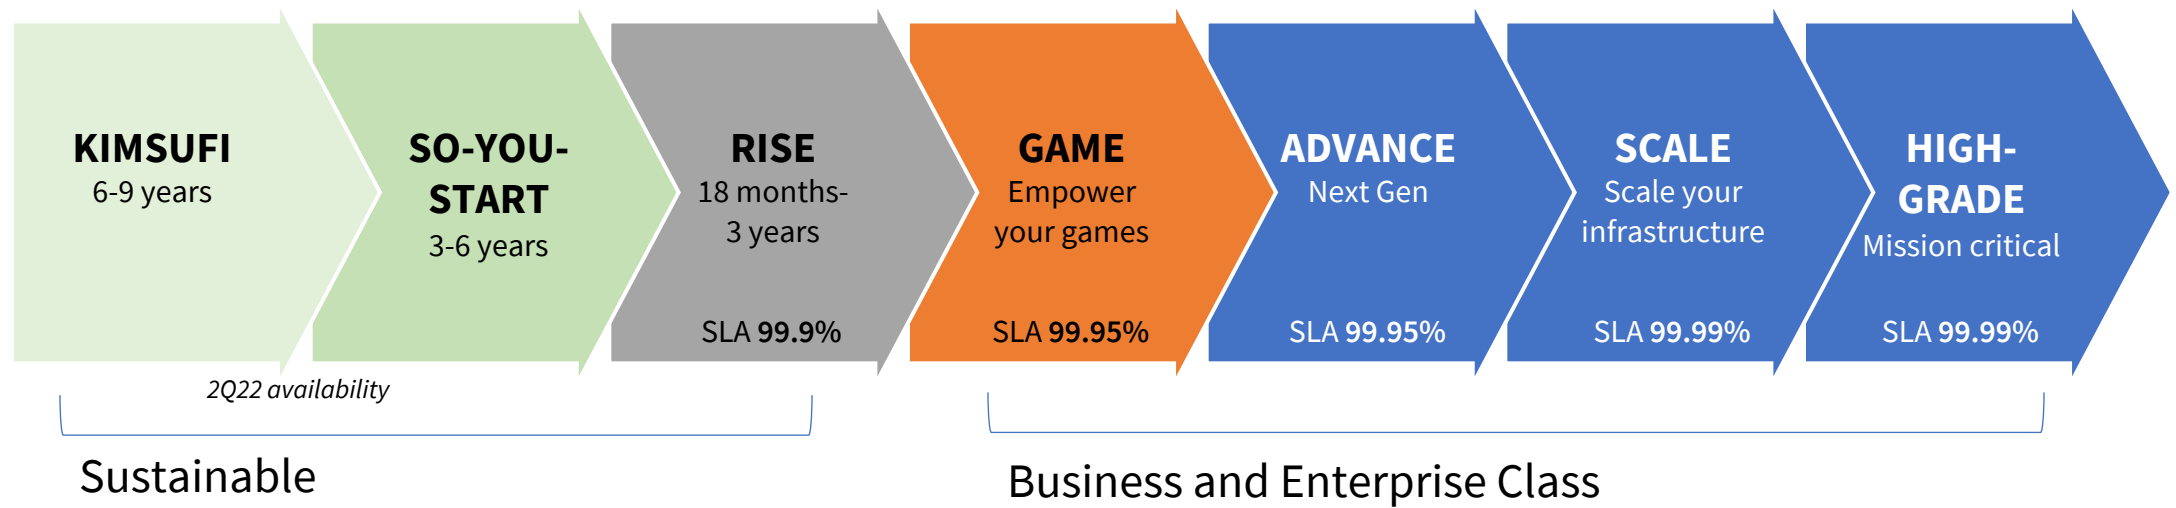 KIMSUFI
6-9 years
SO-YOU-
START
3-6 years
RISE
18 months-
3 years
SLA 99.9%
GAME
Empower
your games
SLA 99.95%
ADVANCE
Next Gen
SLA 99.95%
SCALE
Scale your
infrastructure
SLA 99.99%
HIGH-
GRADE
Mission critical
SLA 99.99%
2Q22 availability
Sustainable
Business and Enterprise Class